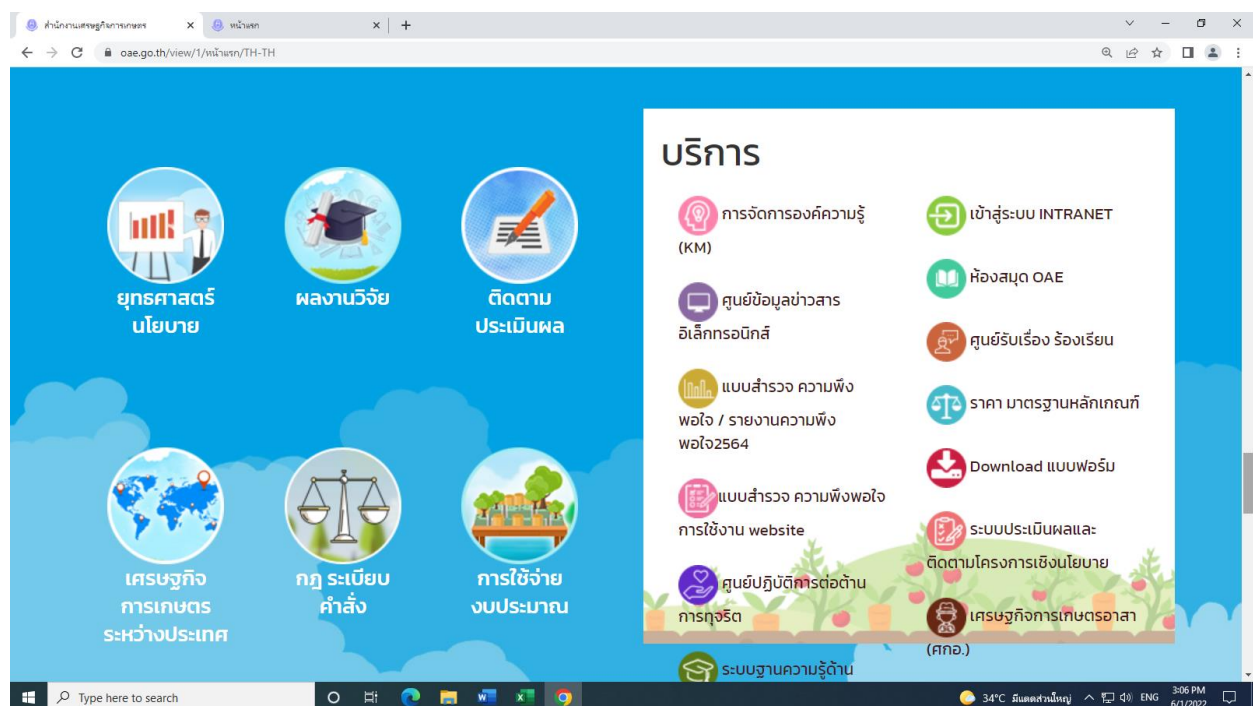 สำนักงานเศรษฐกิจการเกษตร
หน้าแรก
oae.go.th/view/1/หน้าแรก/TH-TH
ยุทธศาสตร์
นโยบาย
ผลงานวิจัย
ติดตาม
ประเมินผล
เศรษฐกิจ
การเกษตร
ระหว่างประเทศ
กฎ ระเบียบ
คำสั่ง
การใช้จ่าย
งบประมาณ
บริการ
การจัดการองค์ความรู้
(KM)
ศูนย์ข้อมูลข่าวสาร
อิเล็กทรอนิกส์
แบบสำรวจ ความพึง
พอใจ / รายงานความพึง
พอใจ2564
แบบสำรวจ ความพึงพอใจ
การใช้งาน website
ศูนย์ปฏิบัติการต่อต้าน
การทุจริต
ระบบฐานความรู้ด้าน
เข้าสู่ระบบ INTRANET
ห้องสมุด OAE
ศูนย์รับเรื่อง ร้องเรียน
ราคา มาตรฐานหลักเกณฑ์
Download แบบฟอร์ม
ระบบประเมินผลและ
ติดตามโครงการเชิงนโยบาย
เศรษฐกิจการเกษตรอาสา
(ศกอ.)
Type here to search
34°C มีแดดส่วนใหญ่
ENG
3:06 PM
6/1/2022